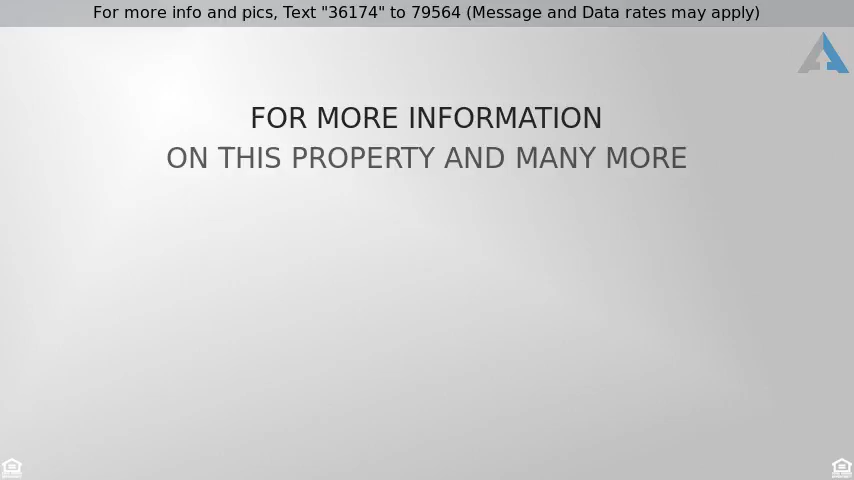 For more info and pics, Text "36174" to 79564 (Message and Data rates may apply)
FOR MORE INFORMATION
ON THIS PROPERTY AND MANY MORE